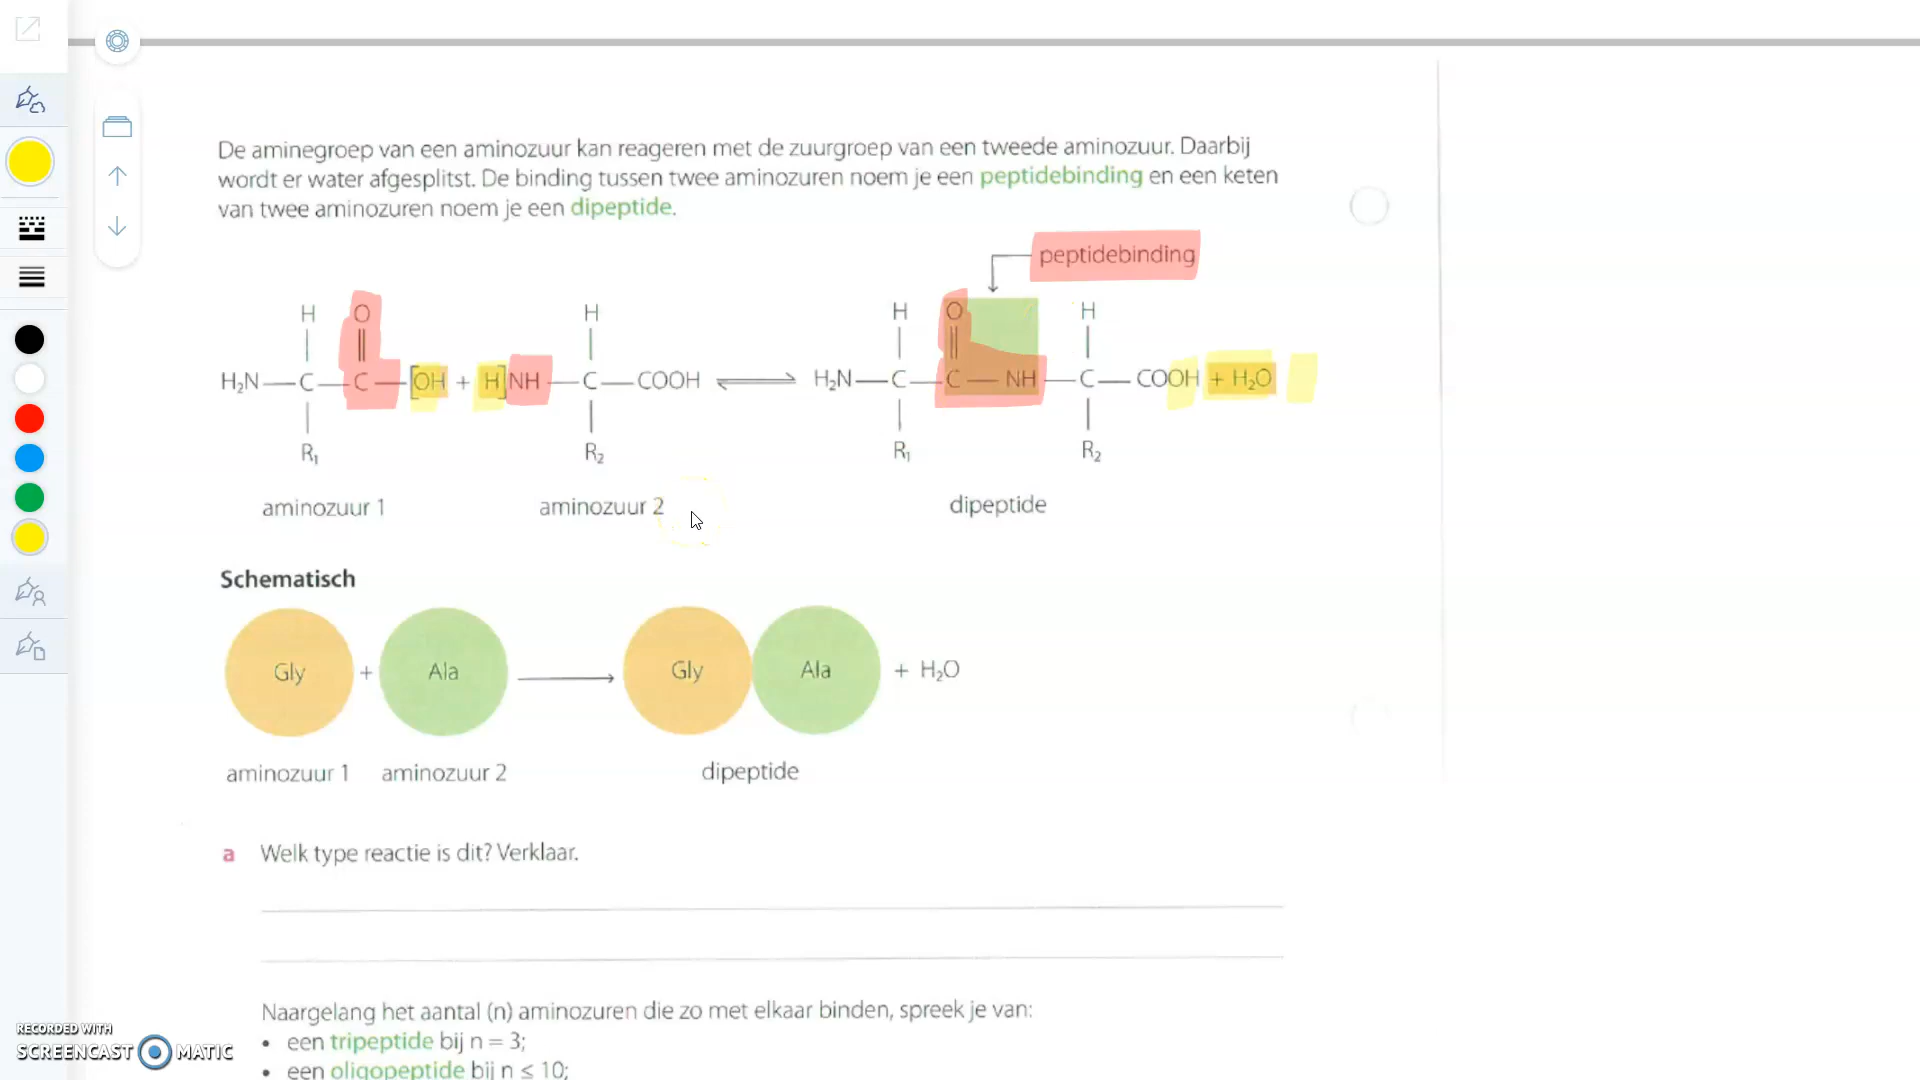 De aminegroep van een aminozuur kan reageren met de zuurgroep van een tweede aminozuur. Daarbij
wordt er water afgesplitst. De binding tussen twee aminozuren noem je een peptidebinding en een keten
van twee aminozuren noem je een dipeptide.
peptidebinding
H O H H O H
H₂N—C—C—[OH + H]NH—C—COOH ⇌ H₂N—C—C—NH—C—COOH + H₂O
R₁ R₂ R₁ R₂
aminozuur 1 aminozuur 2 dipeptide
Schematisch
Gly + Ala → Gly Ala + H₂O
aminozuur 1 aminozuur 2 dipeptide
a Welk type reactie is dit? Verklaar.
Naargelang het aantal (n) aminozuren die zo met elkaar binden, spreek je van:
• een tripeptide bij n = 3;
• een oligopeptide bij n ≤ 10;
RECORDED WITH
SCREENCAST MATIC